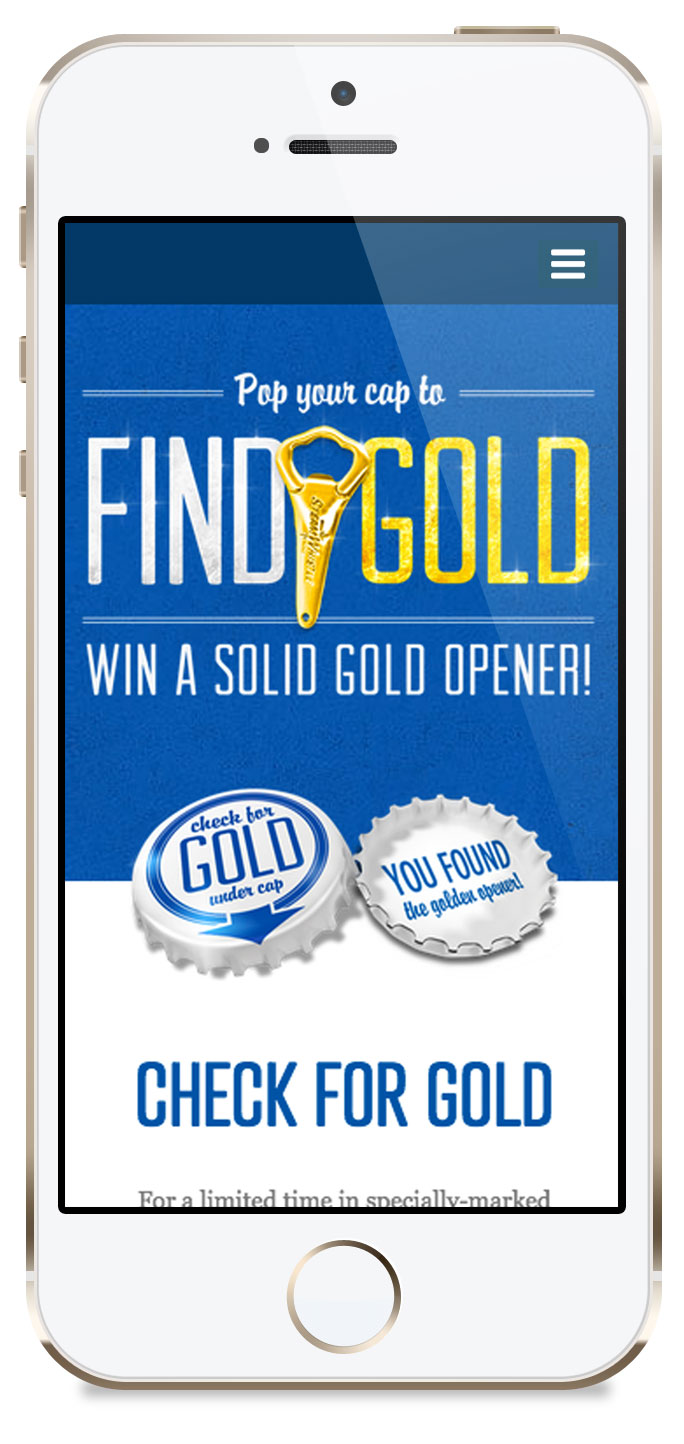 Pop your cap to
FIND GOLD
SteamWhistle
WIN A SOLID GOLD OPENER!
check for
GOLD
under cap
YOU FOUND
the golden opener!
CHECK FOR GOLD
For a limited time in specially-marked